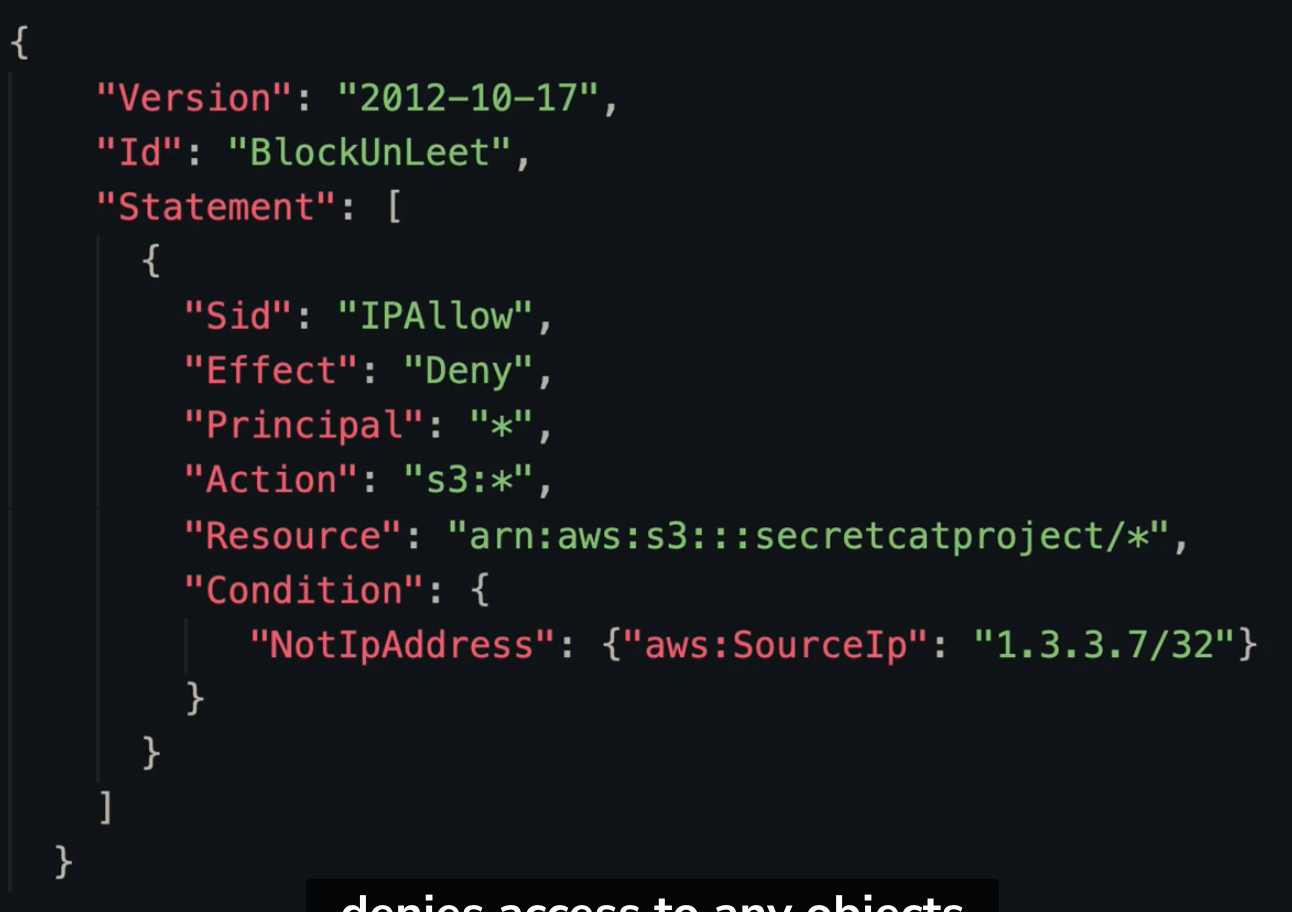 {
"Version": "2012-10-17",
"Id": "BlockUnLeet",
"Statement": [
{
"Sid": "IPAllow",
"Effect": "Deny",
"Principal": "*",
"Action": "s3:*",
"Resource": "arn:aws:s3:::secretcatproject/*",
"Condition": {
"NotIpAddress": {"aws:SourceIp": "1.3.3.7/32"}
}
}
]
}
denies access to any objects